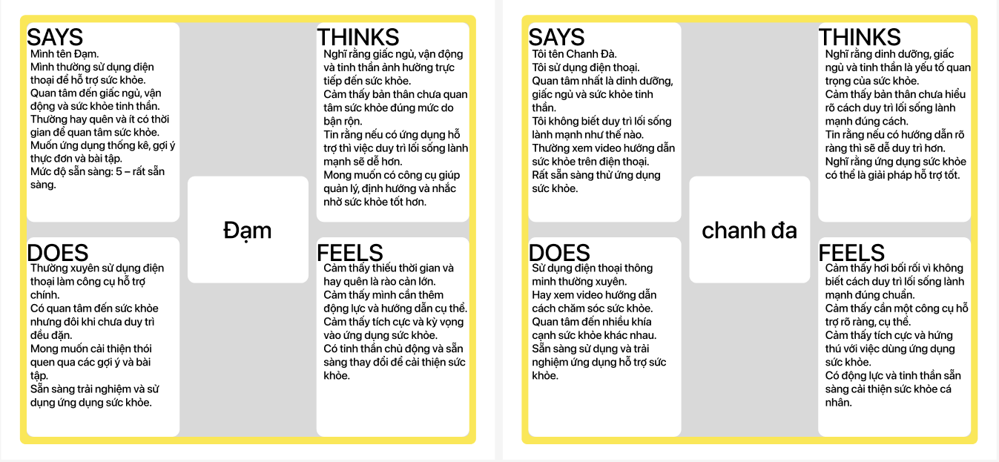 SAYS
Mình tên Đạm.
Mình thường sử dụng điện
thoại để hỗ trợ sức khỏe.
Quan tâm đến giấc ngủ, vận
động và sức khỏe tinh thần.
Thường hay quên và ít có thời
gian để quan tâm sức khỏe.
Muốn ứng dụng thống kê, gợi ý
thực đơn và bài tập.
Mức độ sẵn sàng: 5 – rất sẵn
sàng.
THINKS
Nghĩ rằng giấc ngủ, vận động
và tinh thần ảnh hưởng trực
tiếp đến sức khỏe.
Cảm thấy bản thân chưa quan
tâm sức khỏe đúng mức do
bận rộn.
Tin rằng nếu có ứng dụng hỗ
trợ thì việc duy trì lối sống lành
mạnh sẽ dễ hơn.
Mong muốn có công cụ giúp
quản lý, định hướng và nhắc
nhở sức khỏe tốt hơn.
Đạm
DOES
Thường xuyên sử dụng điện
thoại làm công cụ hỗ trợ
chính.
Có quan tâm đến sức khỏe
nhưng đôi khi chưa duy trì
đều đặn.
Mong muốn cải thiện thói
quen qua các gợi ý và bài
tập.
Sẵn sàng trải nghiệm và sử
dụng ứng dụng sức khỏe.
FEELS
Cảm thấy thiếu thời gian và
hay quên là rào cản lớn.
Cảm thấy mình cần thêm
động lực và hướng dẫn cụ thể.
Cảm thấy tích cực và kỳ vọng
vào ứng dụng sức khỏe.
Có tinh thần chủ động và sẵn
sàng thay đổi để cải thiện sức
khỏe.
SAYS
Tôi tên Chanh Đà.
Tôi sử dụng điện thoại.
Quan tâm nhất là dinh dưỡng,
giấc ngủ và sức khỏe tinh
thần.
Tôi không biết duy trì lối sống
lành mạnh như thế nào.
Thường xem video hướng dẫn
sức khỏe trên điện thoại.
Rất sẵn sàng thử ứng dụng
sức khỏe.
THINKS
Nghĩ rằng dinh dưỡng, giấc
ngủ và tinh thần là yếu tố quan
trọng của sức khỏe.
Cảm thấy bản thân chưa hiểu
rõ cách duy trì lối sống lành
mạnh đúng cách.
Tin rằng nếu có hướng dẫn rõ
ràng thì sẽ dễ duy trì hơn.
Nghĩ rằng ứng dụng sức khỏe
có thể là giải pháp hỗ trợ tốt.
chanh đa
DOES
Sử dụng điện thoại thông
minh thường xuyên.
Hay xem video hướng dẫn
cách chăm sóc sức khỏe.
Quan tâm đến nhiều khía
cạnh sức khỏe khác nhau.
Sẵn sàng sử dụng và trải
nghiệm ứng dụng hỗ trợ sức
khỏe.
FEELS
Cảm thấy hơi bối rối vì không
biết cách duy trì lối sống lành
mạnh đúng chuẩn.
Cảm thấy cần một công cụ hỗ
trợ rõ ràng, cụ thể.
Cảm thấy tích cực và hứng
thú với việc dùng ứng dụng
sức khỏe.
Có động lực và tinh thần sẵn
sàng cải thiện sức khỏe cá
nhân.